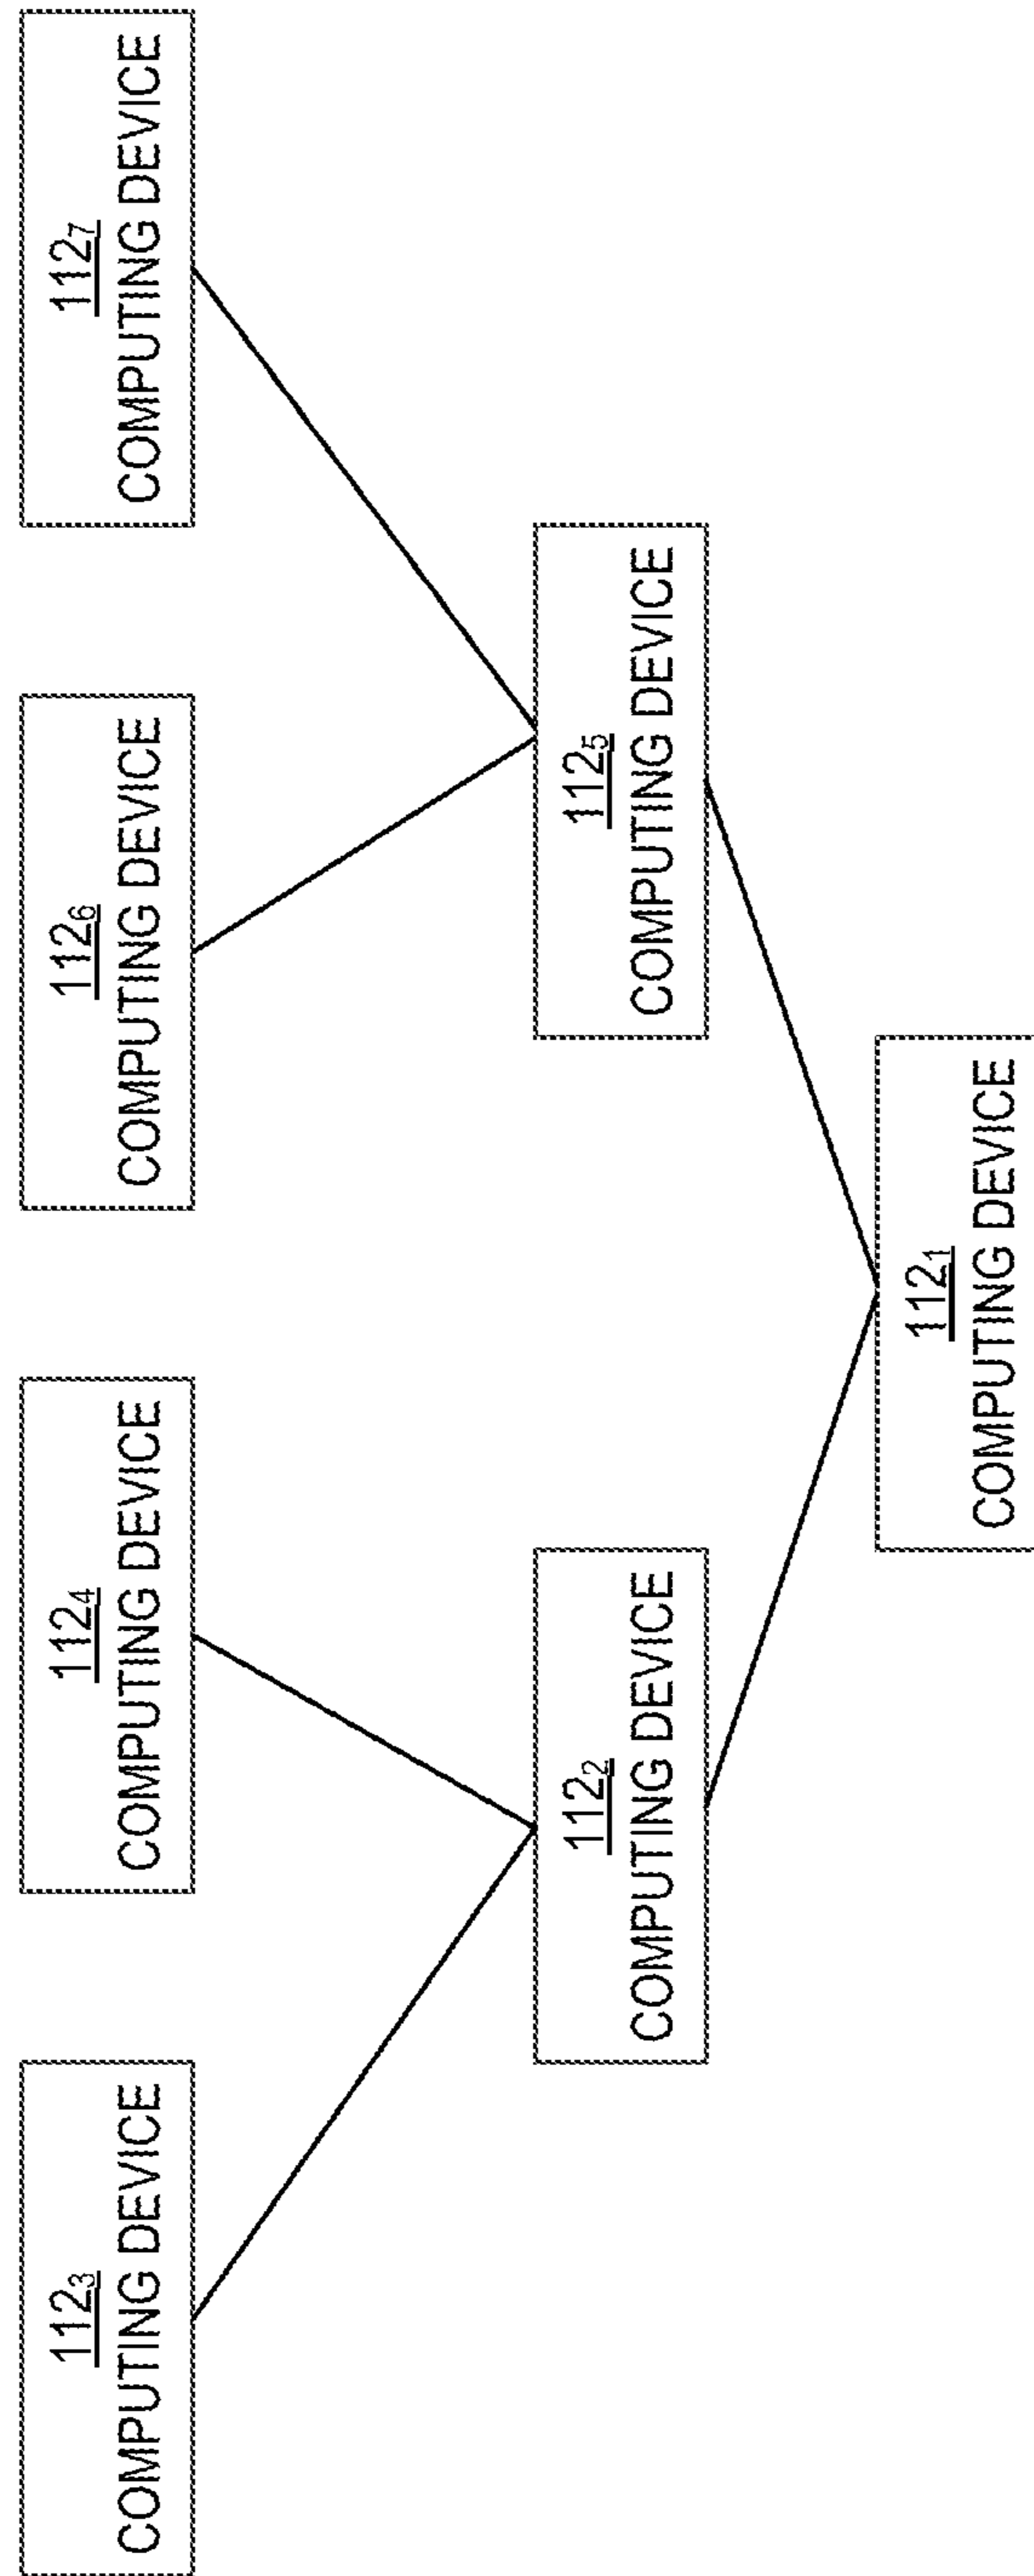 112₃
COMPUTING DEVICE
112₄
COMPUTING DEVICE
112₆
COMPUTING DEVICE
112₇
COMPUTING DEVICE
112₂
COMPUTING DEVICE
112₅
COMPUTING DEVICE
112₁
COMPUTING DEVICE